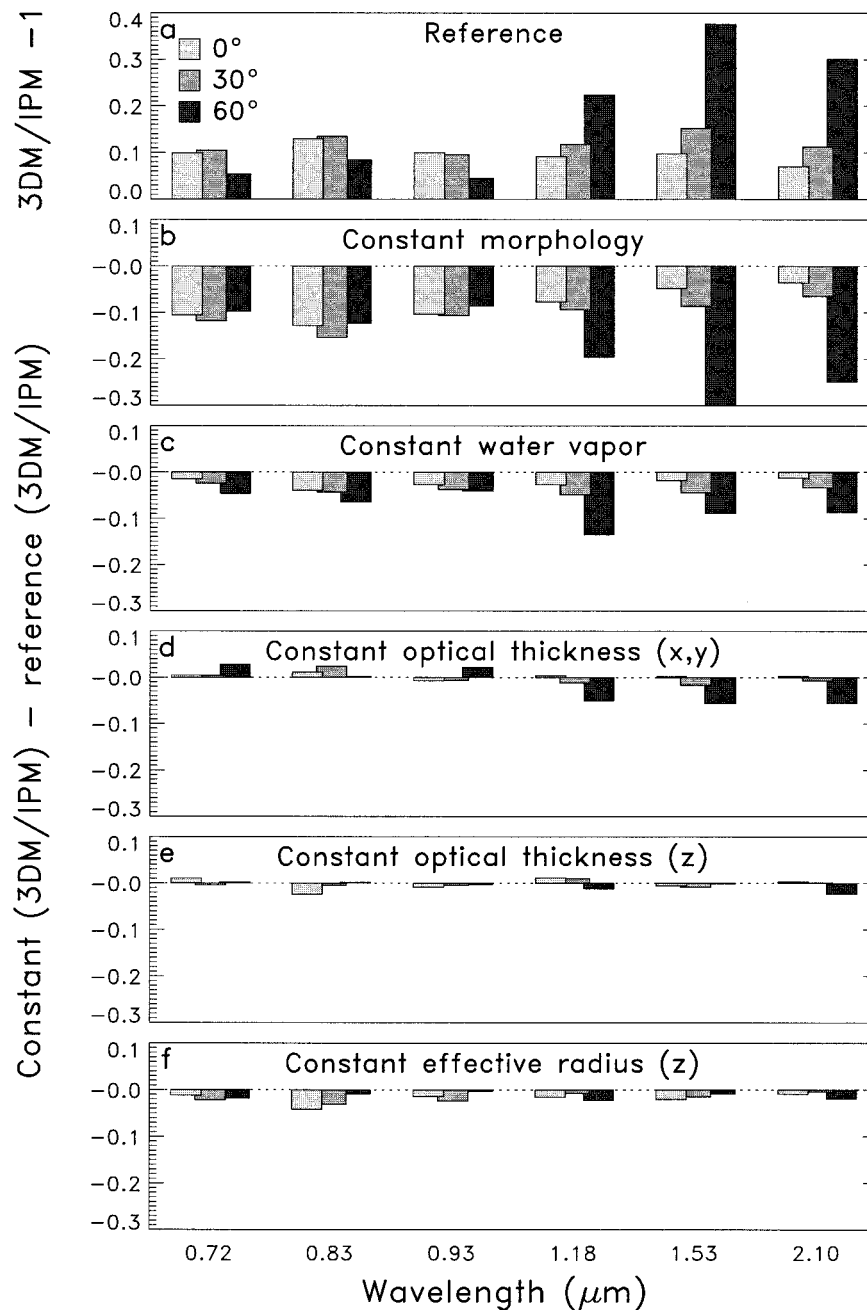 3DM/IPM −1
Constant (3DM/IPM) − reference (3DM/IPM)
a
Reference
0°
30°
60°
0.4
0.3
0.2
0.1
0.0
b
Constant morphology
0.1
−0.0
−0.1
−0.2
−0.3
c
Constant water vapor
0.1
−0.0
−0.1
−0.2
−0.3
d
Constant optical thickness (x,y)
0.1
−0.0
−0.1
−0.2
−0.3
e
Constant optical thickness (z)
0.1
−0.0
−0.1
−0.2
−0.3
f
Constant effective radius (z)
0.1
−0.0
−0.1
−0.2
−0.3
0.72 0.83 0.93 1.18 1.53 2.10
Wavelength (μm)